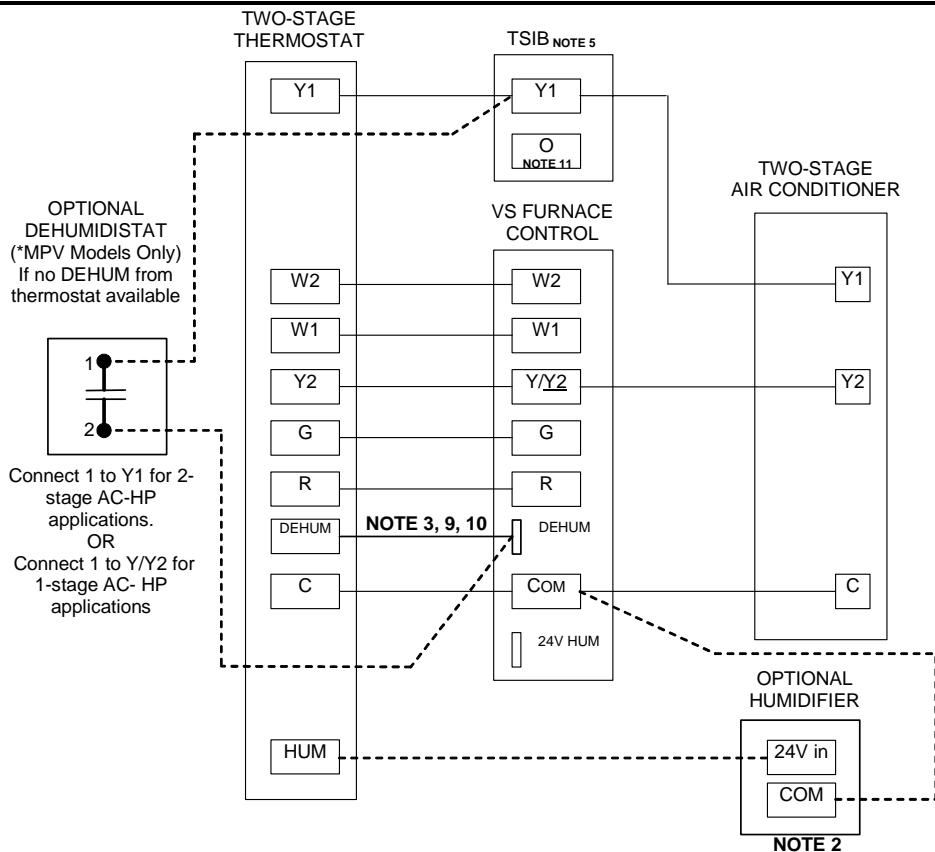 TWO-STAGE
THERMOSTAT
TSIB NOTE 5
Y1
Y1
O
NOTE 11
TWO-STAGE
AIR CONDITIONER
OPTIONAL
DEHUMIDISTAT
(*MPV Models Only)
If no DEHUM from
thermostat available
VS FURNACE
CONTROL
W2
W2
Y1
W1
W1
1
Y2
Y/Y2
Y2
2
G
G
Connect 1 to Y1 for 2-
stage AC-HP
applications.
OR
Connect 1 to Y/Y2 for
1-stage AC- HP
applications
R
R
DEHUM
NOTE 3, 9, 10
DEHUM
C
COM
C
24V HUM
OPTIONAL
HUMIDIFIER
HUM
24V in
COM
NOTE 2